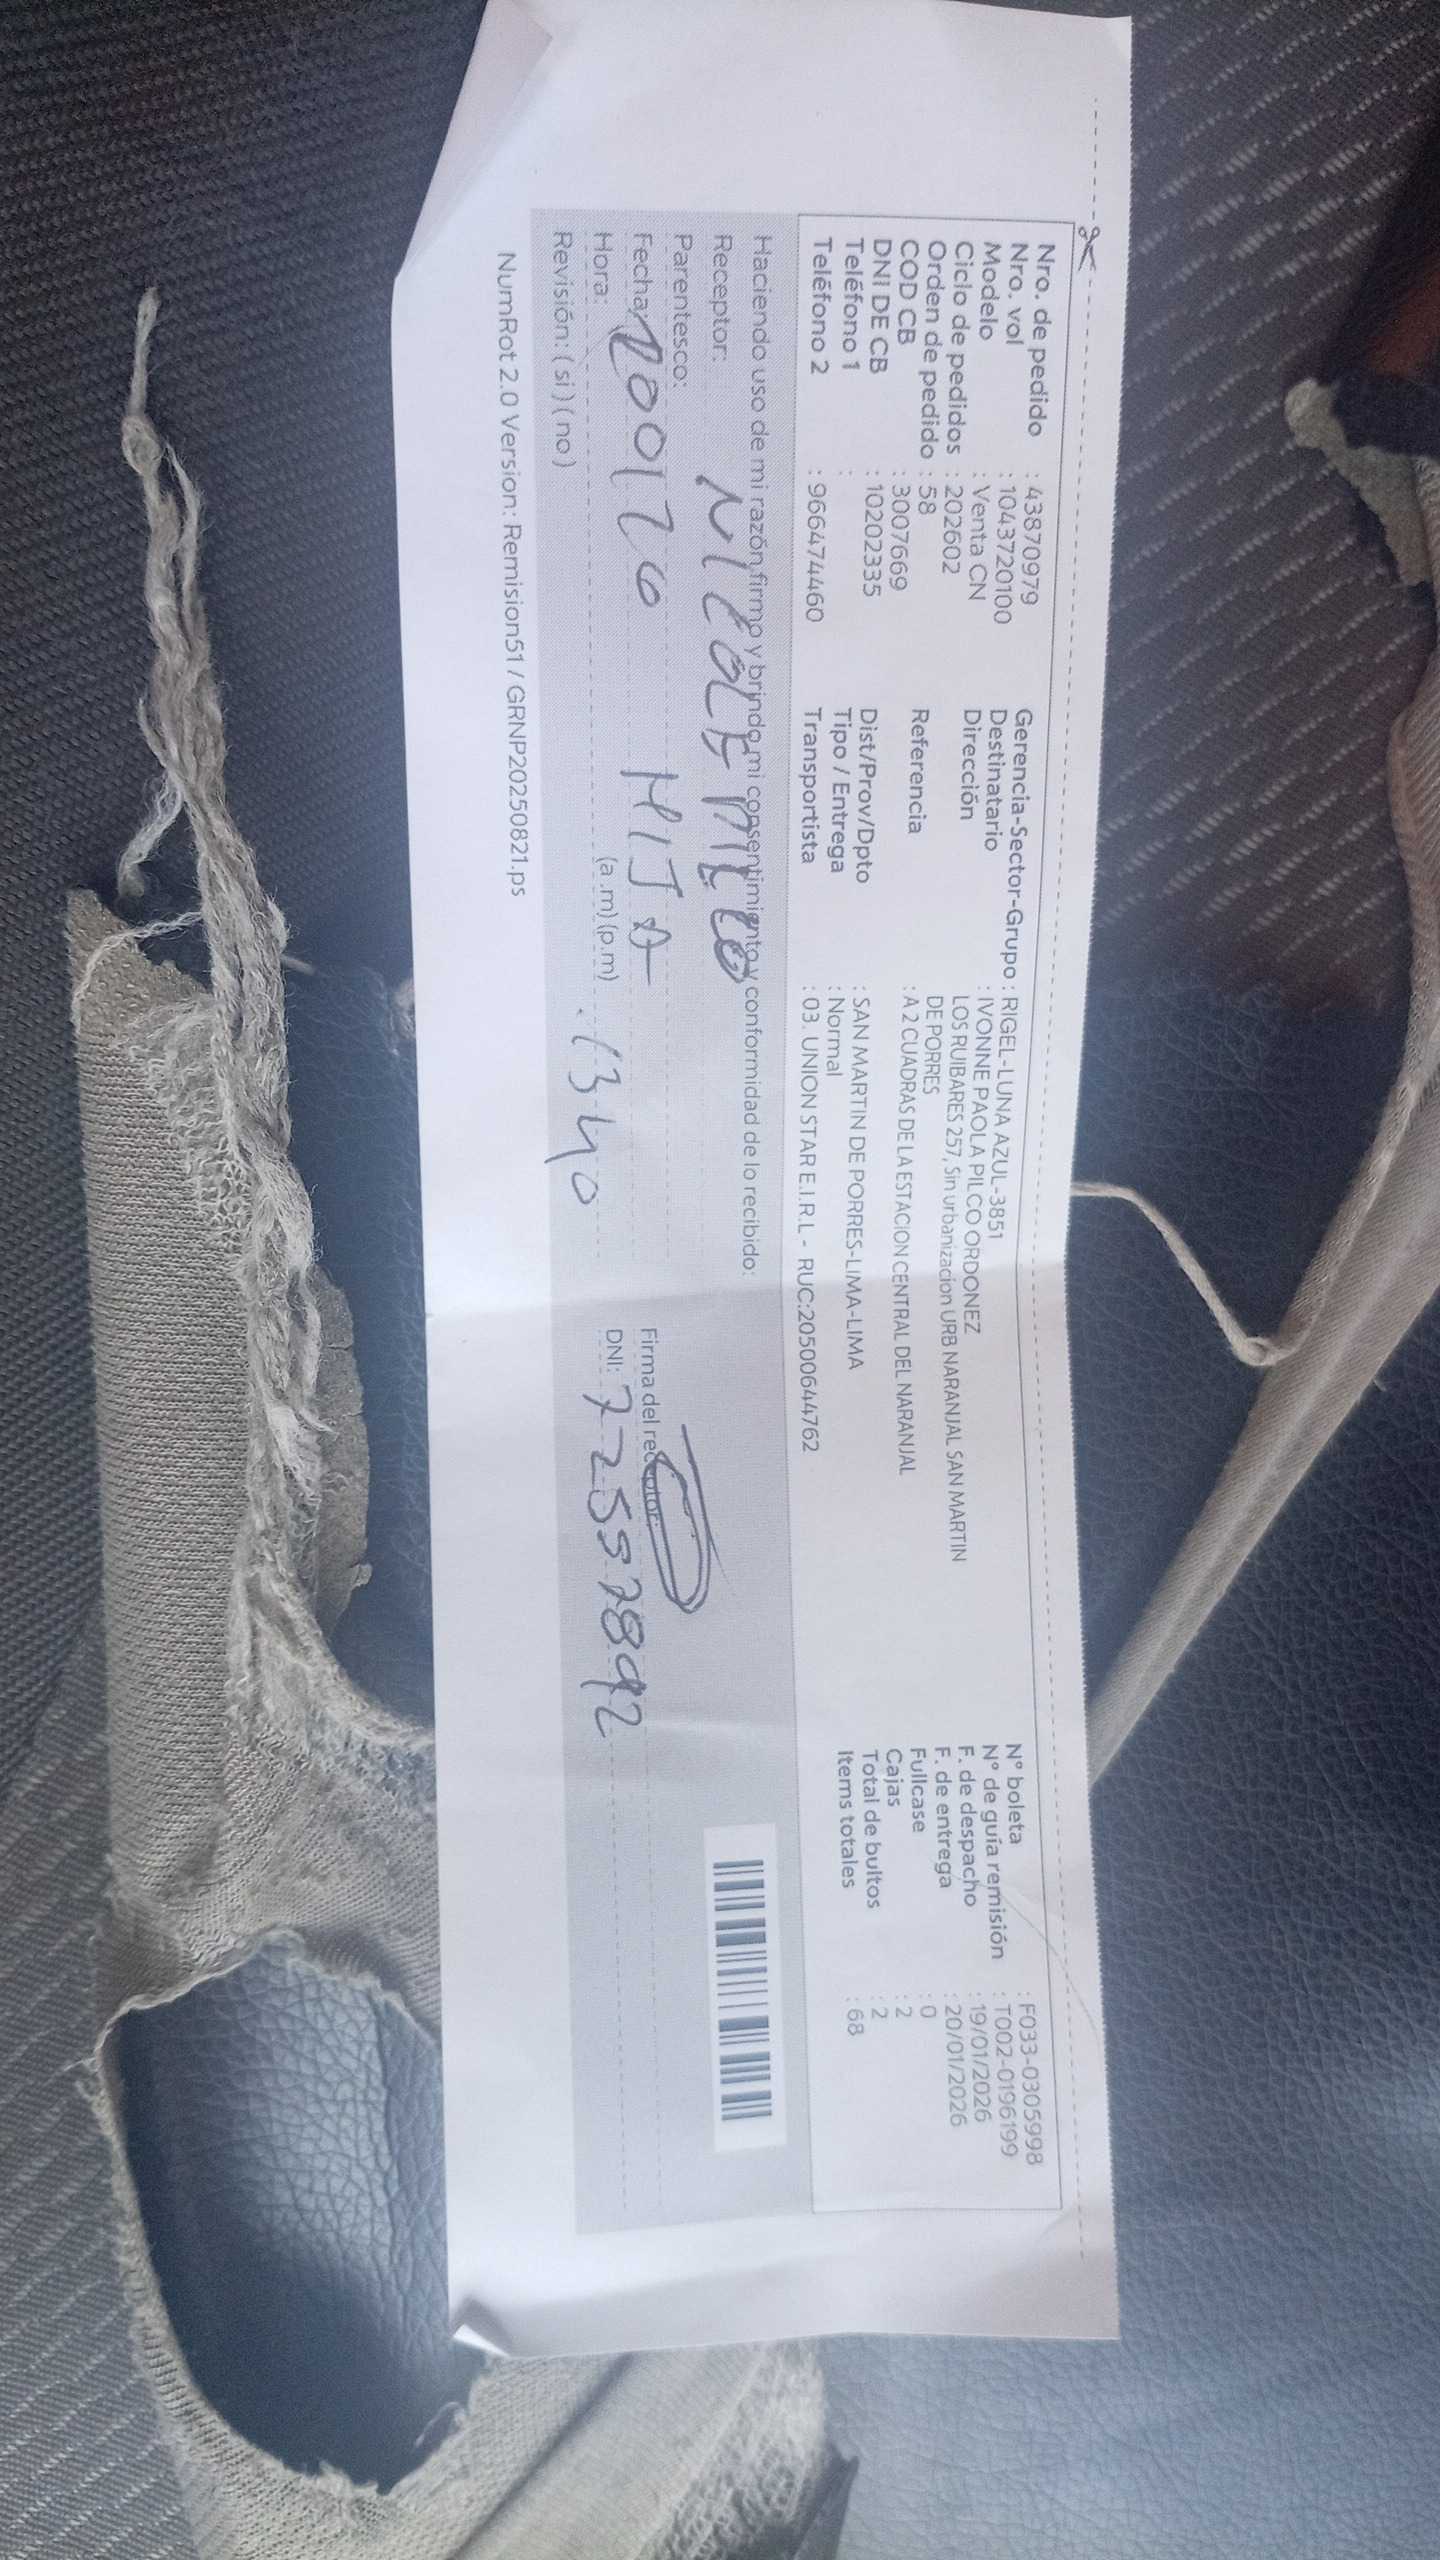 Nro. de pedido : 43870979
Nro. vol : 1043720100
Modelo : Venta CN
Ciclo de pedidos : 202602
Orden de pedido : 58
COD CB : 3007669
DNI DE CB : 10202335
Teléfono 1 :
Teléfono 2 : 966474460
Gerencia-Sector-Grupo : RIGEL-LUNA AZUL-3851
Destinatario : IVONNE PAOLA PILCO ORDONEZ
Dirección LOS RUIBARES 257, Sin urbanizacion URB NARANJAL SAN MARTIN
DE PORRES
Referencia : A 2 CUADRAS DE LA ESTACION CENTRAL DEL NARANJAL
Dist/Prov/Dpto : SAN MARTIN DE PORRES-LIMA-LIMA
Tipo / Entrega : Normal
Transportista : 03. UNION STAR E.I.R.L - RUC:20500644762
N° boleta : F033-0305998
N° de guía remisión : T002-0196199
F. de despacho : 19/01/2026
F. de entrega : 20/01/2026
Fullcase : 0
Cajas : 2
Total de bultos : 2
Items totales : 68
Haciendo uso de mi razón, firmo y brindo mi consentimiento y conformidad de lo recibido:
Receptor:
Parentesco: HIJA
Fecha: 200126
Hora: (a.m) (p.m) 1340
Revisión: ( si ) ( no )
Firma del receptor:
DNI: 72557892
NumRot 2.0 Version: Remision51 / GRNP20250821.ps